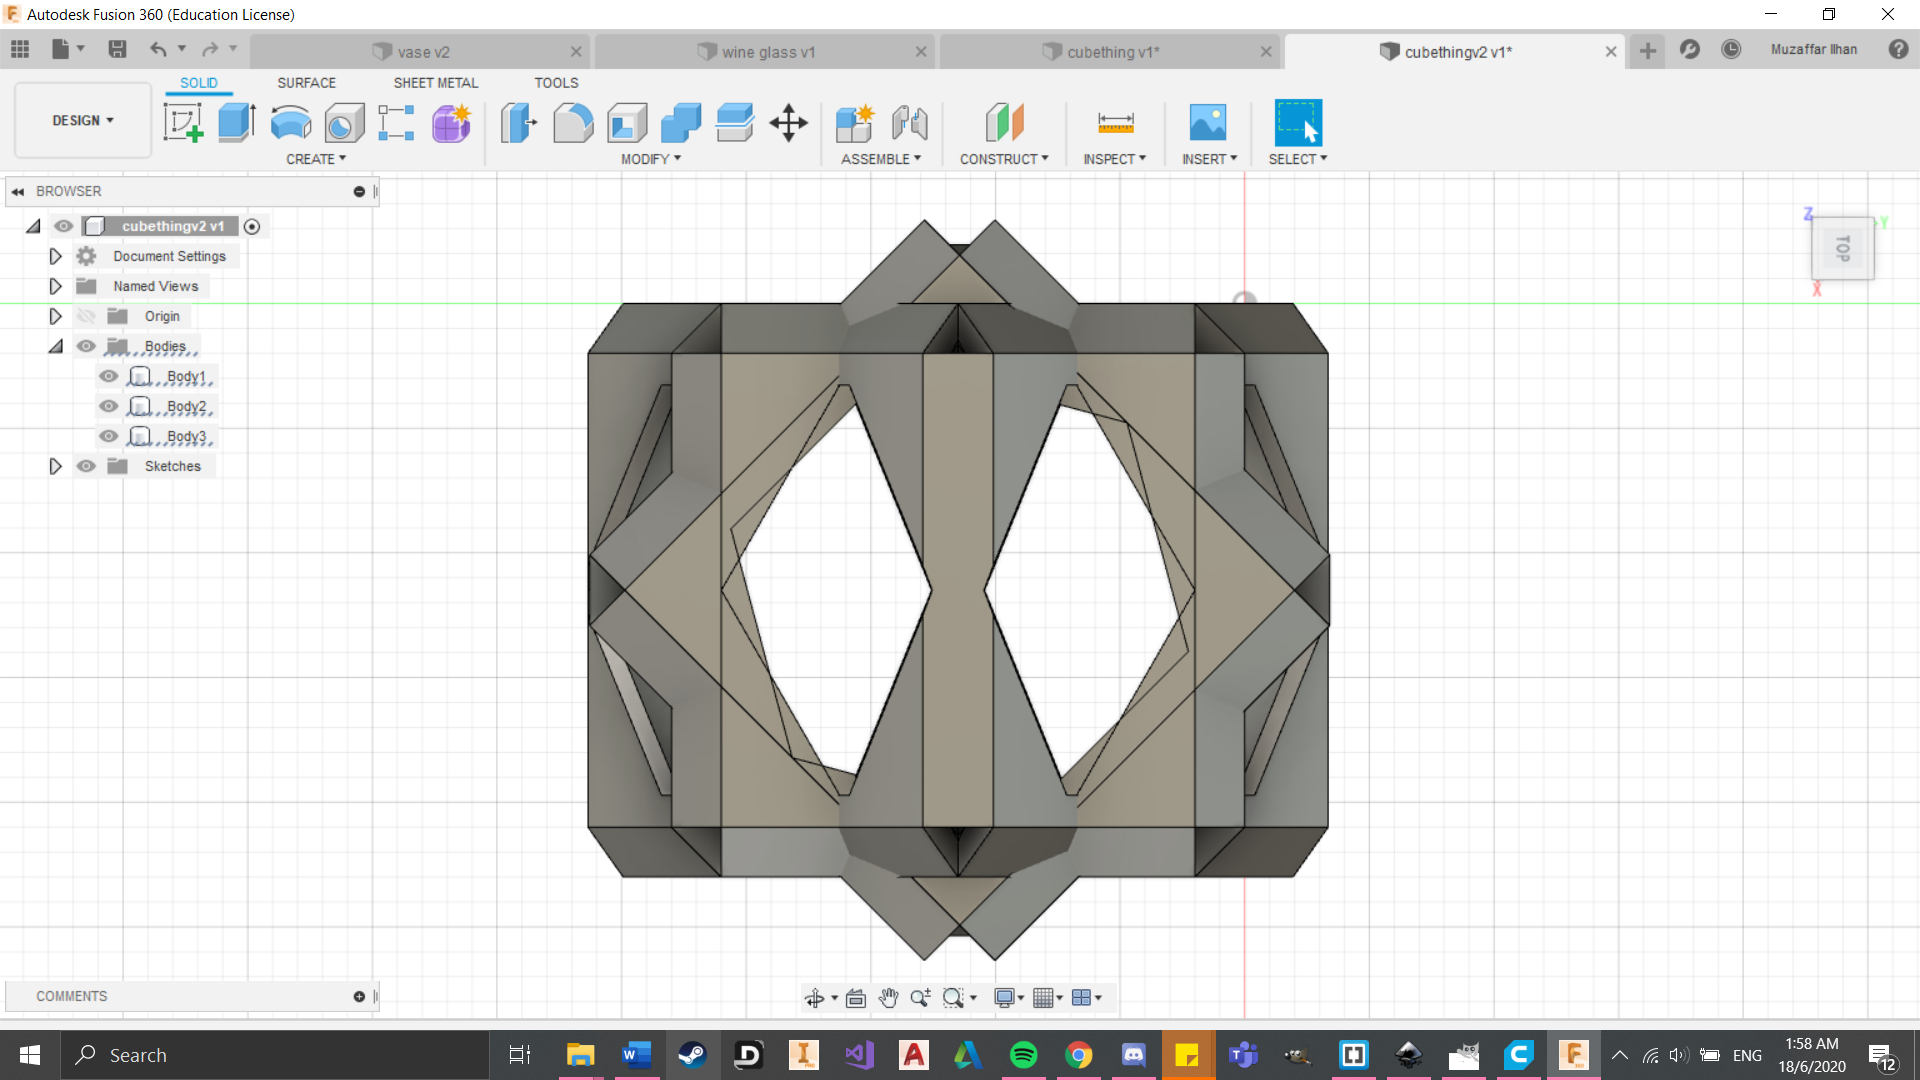 Autodesk Fusion 360 (Education License)
vase v2
wine glass v1
cubething v1*
cubethingv2 v1*
Muzaffar Ilhan
DESIGN
SOLID
SURFACE
SHEET METAL
TOOLS
CREATE
MODIFY
ASSEMBLE
CONSTRUCT
INSPECT
INSERT
SELECT
BROWSER
cubethingv2 v1
Document Settings
Named Views
Origin
Bodies
Body1
Body2
Body3
Sketches
Z
Y
TOP
X
COMMENTS
Search
ENG
1:58 AM
18/6/2020
12